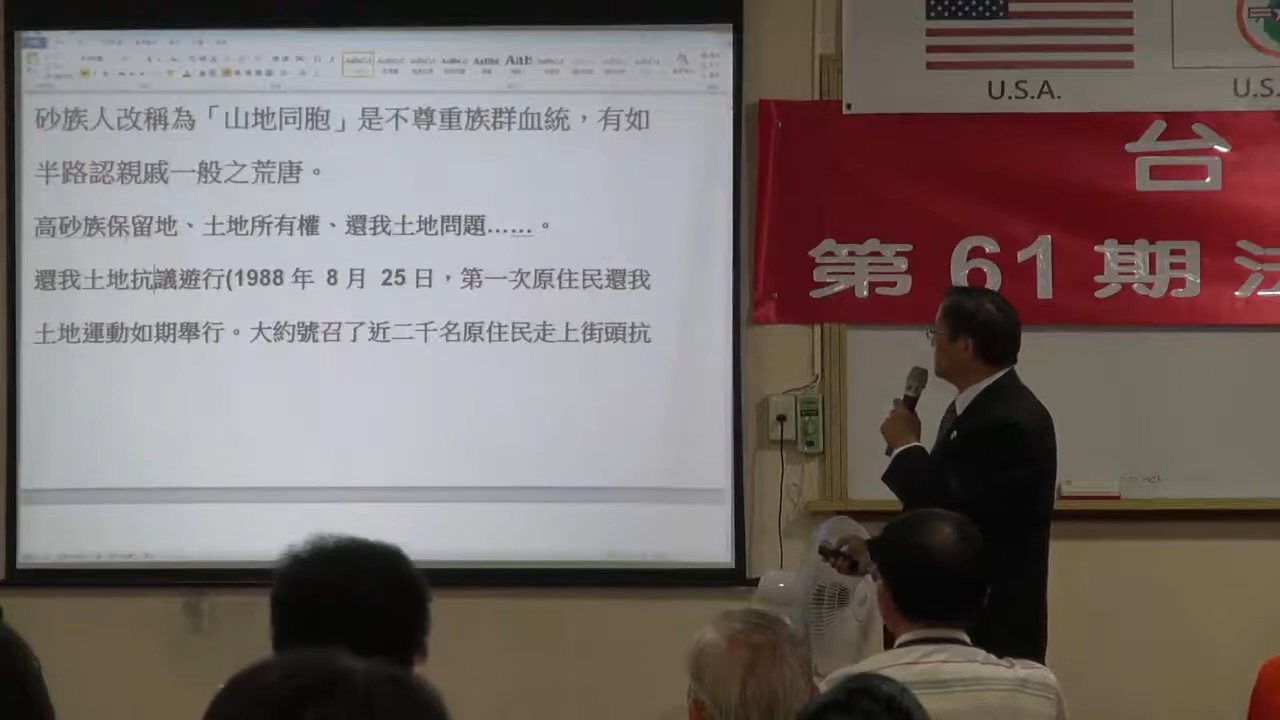 砂族人改稱為「山地同胞」是不尊重族群血統，有如
半路認親戚一般之荒唐。
高砂族保留地、土地所有權、還我土地問題……。
還我土地抗議遊行(1988 年 8 月 25 日，第一次原住民還我
土地運動如期舉行。大約號召了近二千名原住民走上街頭抗
U.S.A.
U.S.
台
第 61 期